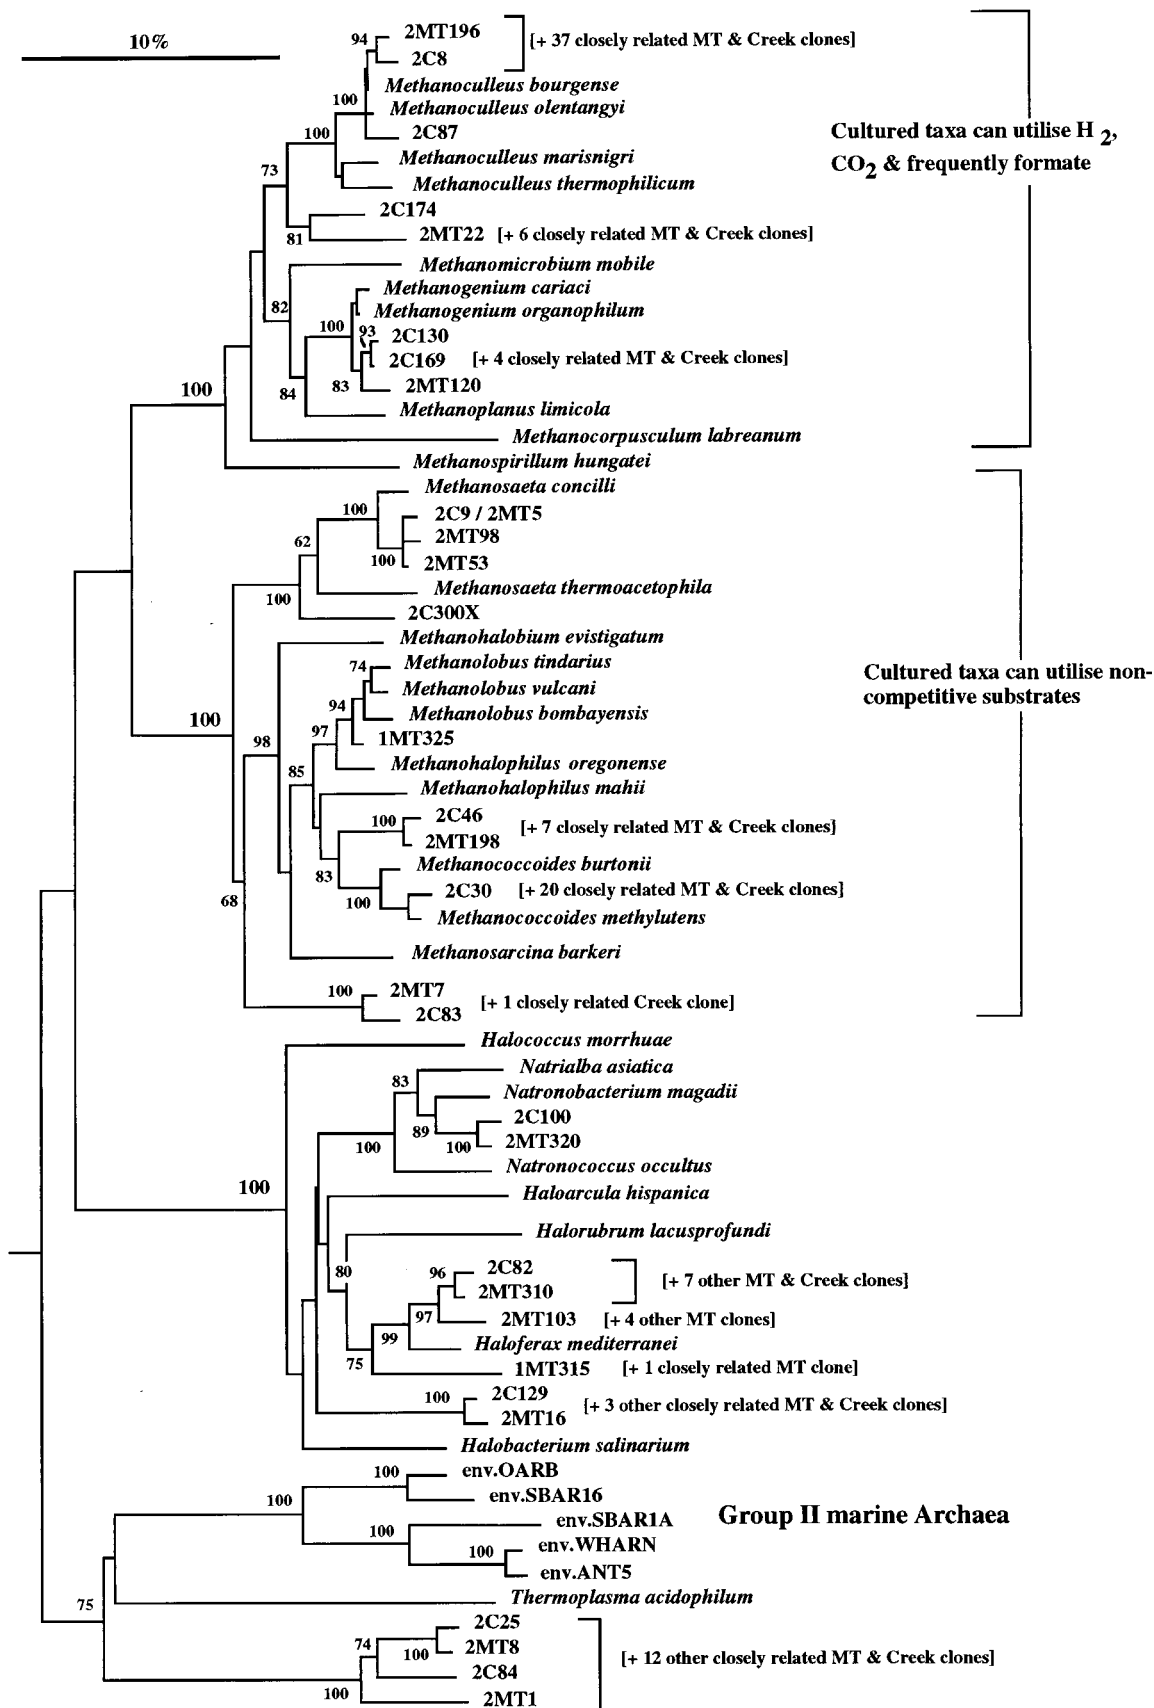 10%
94
2MT196
2C8
[+ 37 closely related MT & Creek clones]
Methanoculleus bourgense
100
Methanoculleus olentangyi
100
2C87
Cultured taxa can utilise H2,
CO2 & frequently formate
Methanoculleus marisnigri
73
Methanoculleus thermophilicum
2C174
81
2MT22 [+ 6 closely related MT & Creek clones]
Methanomicrobium mobile
Methanogenium cariaci
82
Methanogenium organophilum
100
93
2C130
2C169 [+ 4 closely related MT & Creek clones]
83
2MT120
84
100
Methanoplanus limicola
Methanocorpusculum labreanum
Methanospirillum hungatei
Methanosaeta concilli
100
2C9 / 2MT5
2MT98
62
100
2MT53
Methanosaeta thermoacetophila
100
2C300X
Methanohalobium evistigatum
74
Methanolobus tindarius
Methanolobus vulcani
Cultured taxa can utilise non-
competitive substrates
94
Methanolobus bombayensis
100
98
97
1MT325
Methanohalophilus oregonense
85
Methanohalophilus mahii
100
2C46
2MT198
[+ 7 closely related MT & Creek clones]
Methanococcoides burtonii
83
2C30 [+ 20 closely related MT & Creek clones]
68
100
Methanococcoides methylutens
Methanosarcina barkeri
100
2MT7
2C83
[+ 1 closely related Creek clone]
Halococcus morrhuae
Natrialba asiatica
83
Natronobacterium magadii
2C100
89
100
2MT320
100
Natronococcus occultus
100
Haloarcula hispanica
Halorubrum lacusprofundi
80
96
2C82
2MT310
[+ 7 other MT & Creek clones]
97
2MT103 [+ 4 other MT clones]
99
Haloferax mediterranei
75
1MT315 [+ 1 closely related MT clone]
100
2C129
2MT16
[+ 3 other closely related MT & Creek clones]
Halobacterium salinarium
100
env.OARB
100
env.SBAR16
env.SBAR1A
Group II marine Archaea
100
env.WHARN
100
env.ANT5
Thermoplasma acidophilum
75
2C25
74
2MT8
100
2C84
[+ 12 other closely related MT & Creek clones]
100
2MT1